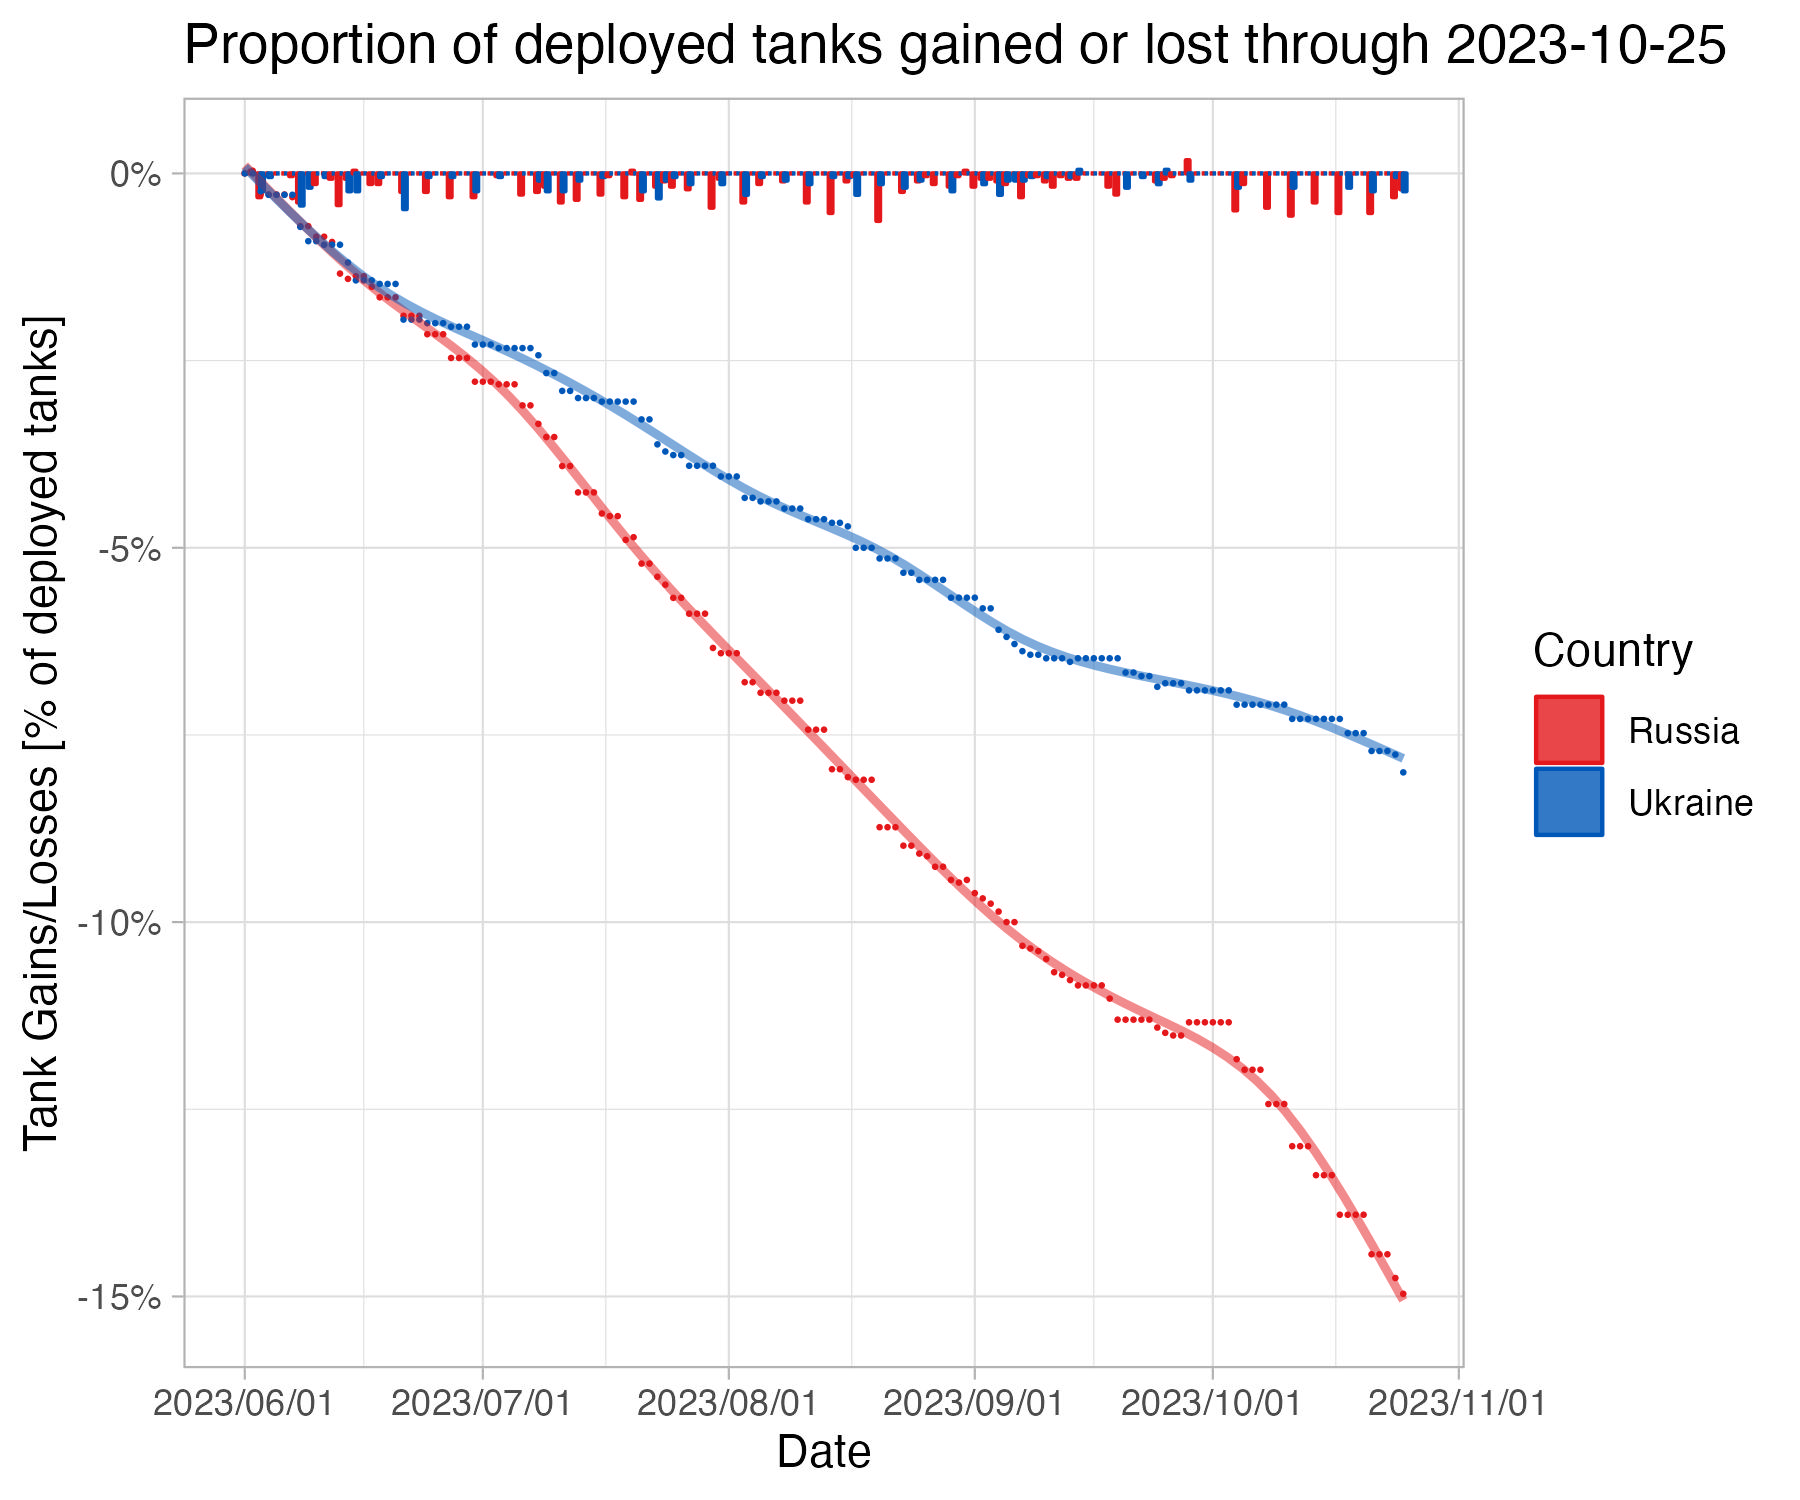 Proportion of deployed tanks gained or lost through 2023-10-25
Tank Gains/Losses [% of deployed tanks]
0%
-5%
-10%
-15%
2023/06/01
2023/07/01
2023/08/01
2023/09/01
2023/10/01
2023/11/01
Date
Country
Russia
Ukraine